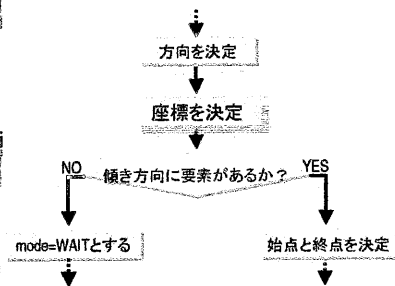 方向を決定
座標を決定
傾き方向に要素があるか？
NO
YES
mode=WAITとする
始点と終点を決定